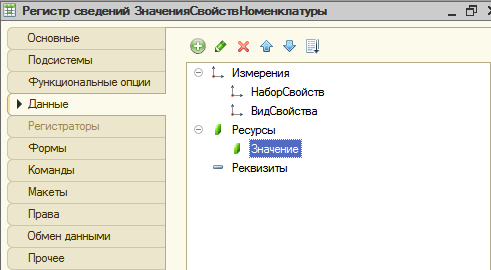 Регистр сведений ЗначенияСвойствНоменклатуры
Основные
Подсистемы
Функциональные опции
Данные
Регистраторы
Формы
Команды
Макеты
Права
Обмен данными
Прочее
Измерения
НаборСвойств
ВидСвойства
Ресурсы
Значение
Реквизиты